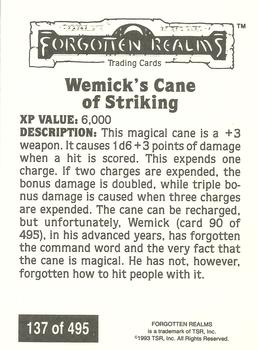 FORGOTTEN REALMS
™
Trading Cards
Wemick's Cane
of Striking
XP VALUE: 6,000
DESCRIPTION: This magical cane is a +3
weapon. It causes 1d6 +3 points of damage
when a hit is scored. This expends one
charge. If two charges are expended, the
bonus damage is doubled, while triple bo-
nus damage is caused when three charges
are expended. The cane can be recharged,
but unfortunately, Wemick (card 90 of
495), in his advanced years, has forgotten
the command word and the very fact that
the cane is magical. He has not, however,
forgotten how to hit people with it.
137 of 495
FORGOTTEN REALMS
is a trademark of TSR, Inc.
©1993 TSR, Inc. All Rights Reserved.